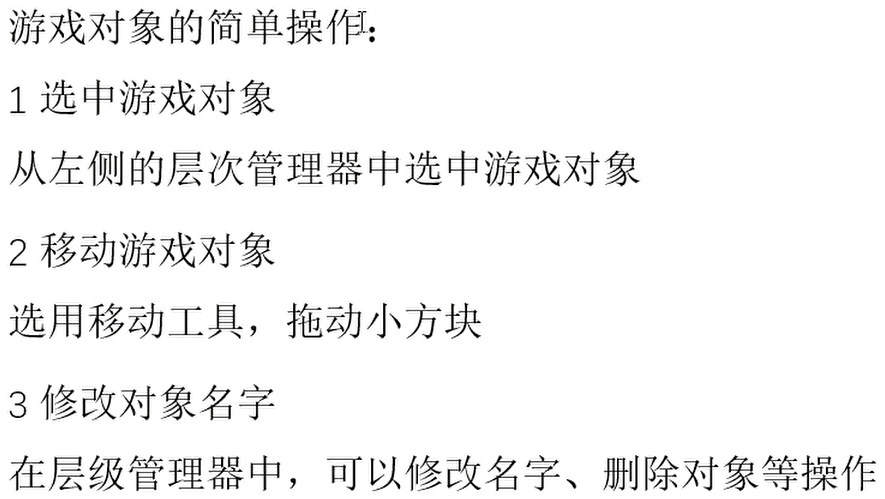 游戏对象的简单操作：
1 选中游戏对象
从左侧的层次管理器中选中游戏对象
2 移动游戏对象
选用移动工具，拖动小方块
3 修改对象名字
在层级管理器中，可以修改名字、删除对象等操作